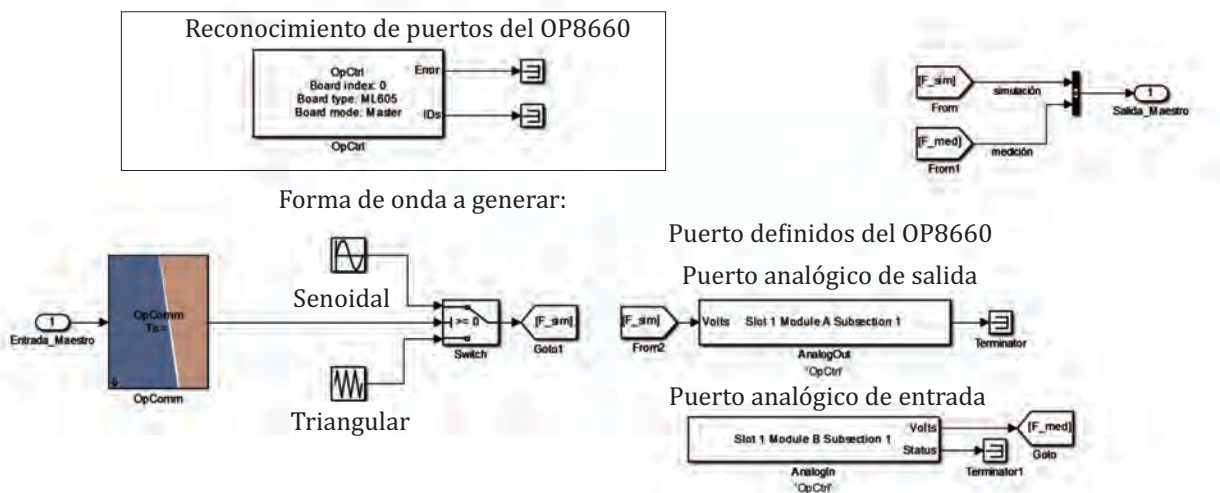 Reconocimiento de puertos del OP8660
OpCtrl
Board index: 0
Board type: ML605
Board mode: Master
Error
IDs
OpCtrl
[F_sim]
From
simulación
[F_med]
From1
medición
1
Salida_Maestro
Forma de onda a generar:
1
Entrada_Maestro
OpComm
Ts =
OpComm
Senoidal
Triangular
>= 0
Switch
[F_sim]
Goto1
Puerto definidos del OP8660
Puerto analógico de salida
[F_sim]
From2
Volts
Slot 1 Module A Subsection 1
AnalogOut
'OpCtrl'
Terminator
Puerto analógico de entrada
Slot 1 Module B Subsection 1
Volts
Status
AnalogIn
'OpCtrl'
[F_med]
Goto
Terminator1